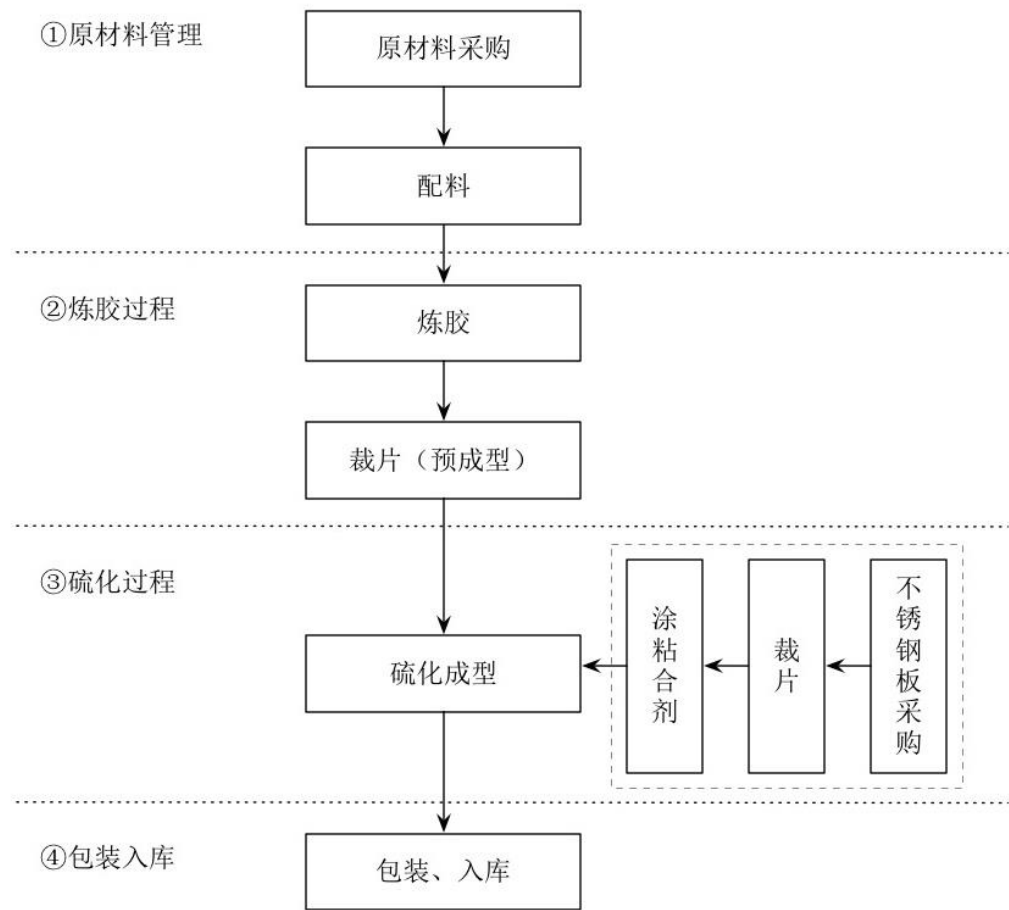 ①原材料管理
原材料采购
配料
②炼胶过程
炼胶
裁片（预成型）
③硫化过程
硫化成型
涂粘合剂
裁片
不锈钢板采购
④包装入库
包装、入库